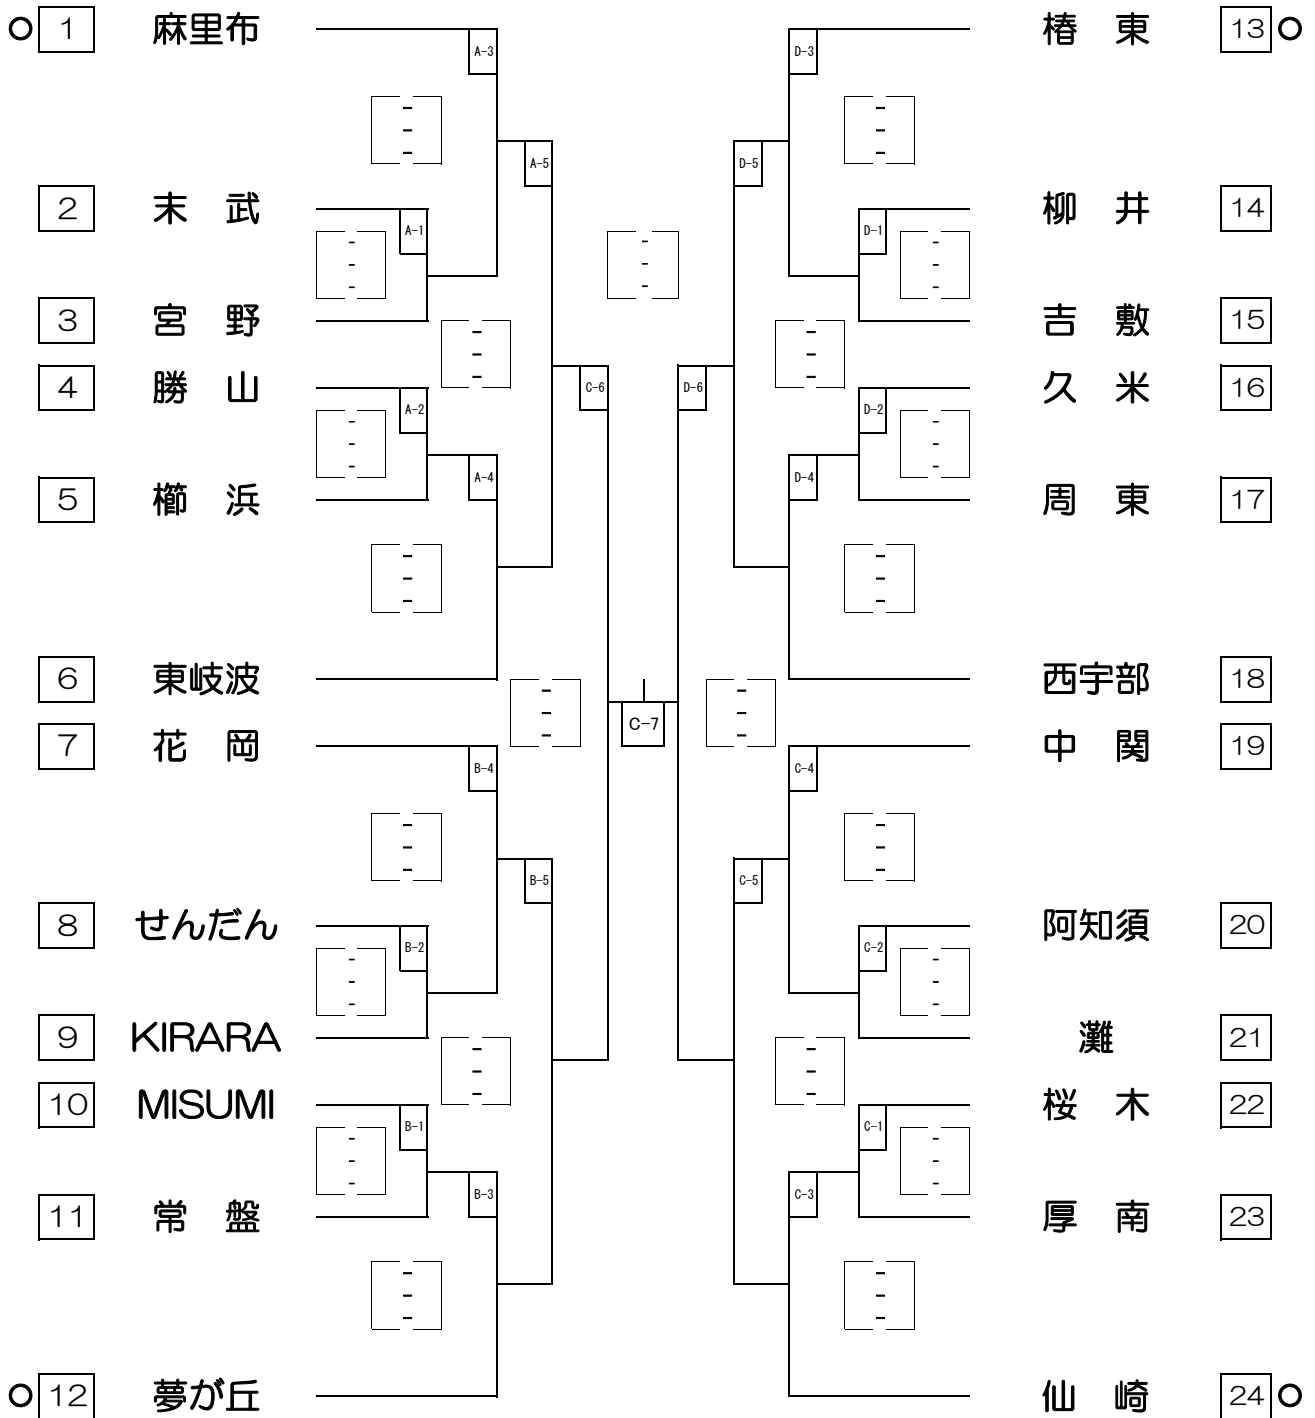 ○ 1 麻里布 A-3 D-3 椿 東 13 ○
- -
- -
- -
A-5 D-5
2 末 武 A-1 D-1 柳 井 14
- - -
- - -
- - -
3 宮 野 吉 敷 15
- -
- -
- -
4 勝 山 A-2 C-6 D-6 D-2 久 米 16
- -
- -
- -
5 櫛 浜 A-4 D-4 周 東 17
- -
- -
- -
6 東岐波 西宇部 18
- -
- -
- -
7 花 岡 C-7 中 関 19
B-4 C-4
- -
- -
- -
B-5 C-5
8 せんだん B-2 C-2 阿知須 20
- -
- -
- -
9 KIRARA 灘 21
- -
- -
- -
10 MISUMI B-1 C-1 桜 木 22
- -
- -
- -
11 常 盤 B-3 C-3 厚 南 23
- -
- -
- -
○ 12 夢が丘 仙 崎 24 ○